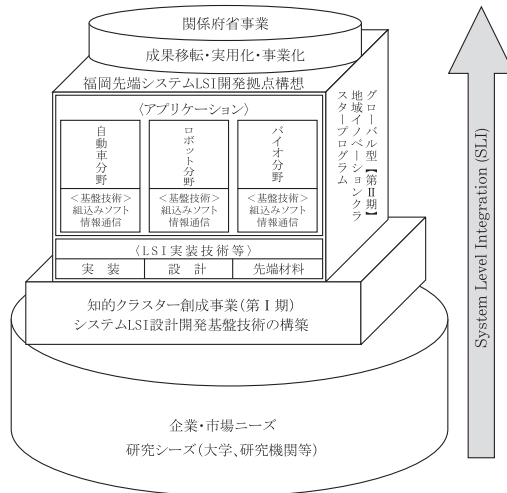 関係府省事業
成果移転・実用化・事業化
福岡先端システムLSI開発拠点構想
〈アプリケーション〉
自動車分野
ロボット分野
バイオ分野
<基盤技術>
組込みソフト
情報通信
<基盤技術>
組込みソフト
情報通信
<基盤技術>
組込みソフト
情報通信
〈LSI実装技術等〉
実 装
設 計
先端材料
グローバル型【第Ⅱ期】
地域イノベーションクラ
スタープログラム
知的クラスター創成事業(第Ⅰ期)
システムLSI設計開発基盤技術の構築
企業・市場ニーズ
研究シーズ(大学、研究機関等)
System Level Integration (SLI)